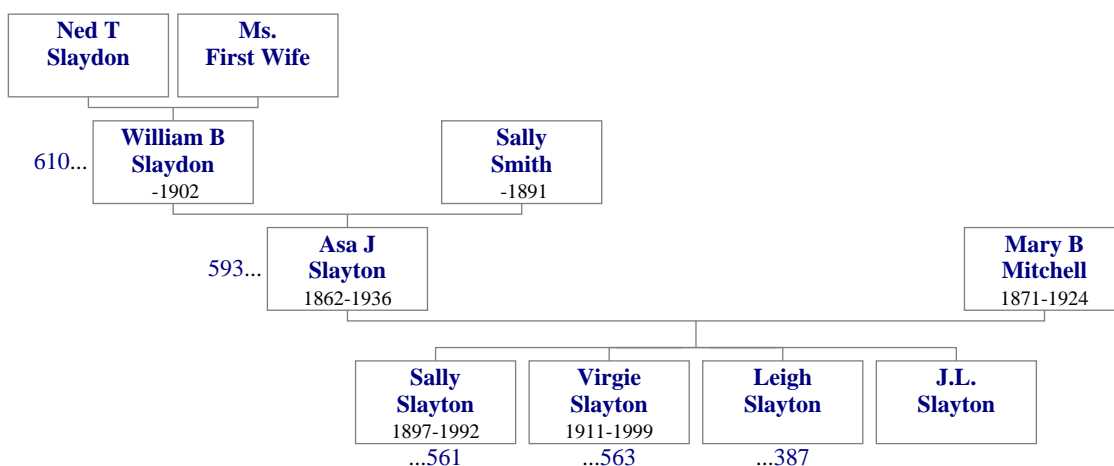 Ned T
Slaydon
Ms.
First Wife
610...
William B
Slaydon
-1902
Sally
Smith
-1891
593...
Asa J
Slayton
1862-1936
Mary B
Mitchell
1871-1924
Sally
Slayton
1897-1992
...561
Virgie
Slayton
1911-1999
...563
Leigh
Slayton
...387
J.L.
Slayton